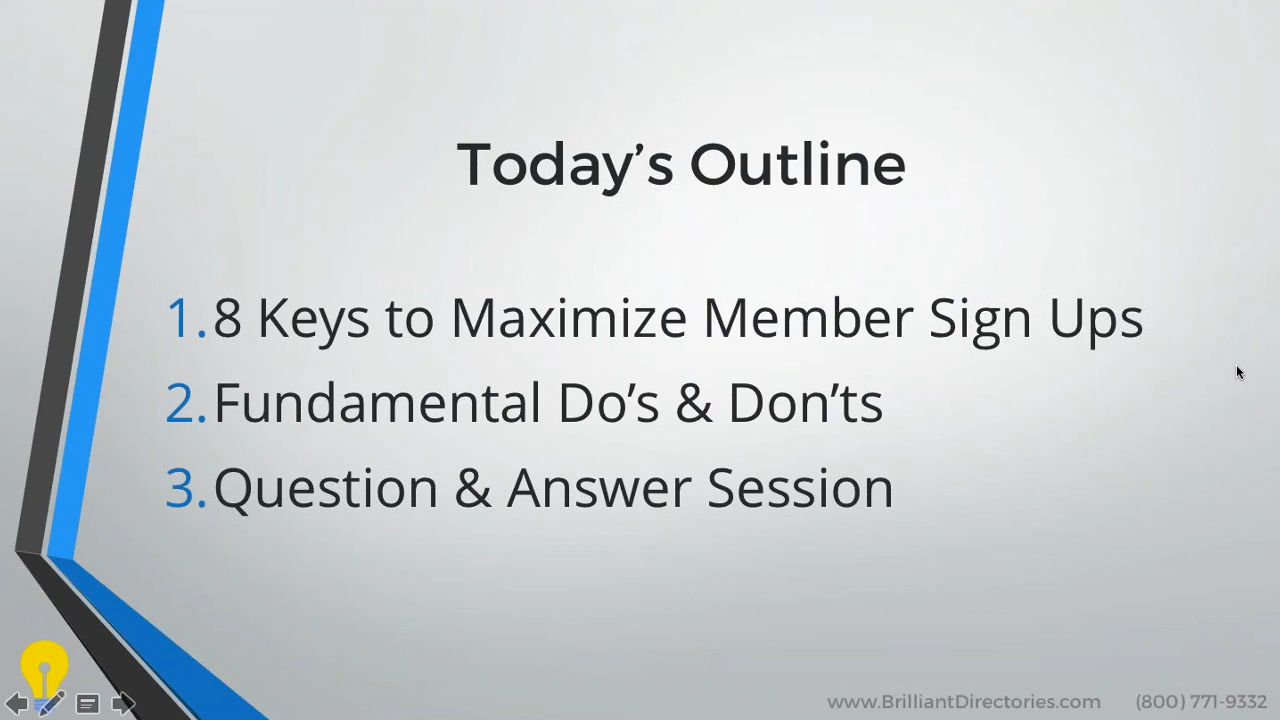 Today’s Outline
1. 8 Keys to Maximize Member Sign Ups
2. Fundamental Do’s & Don’ts
3. Question & Answer Session
www.BrilliantDirectories.com (800) 771-9332